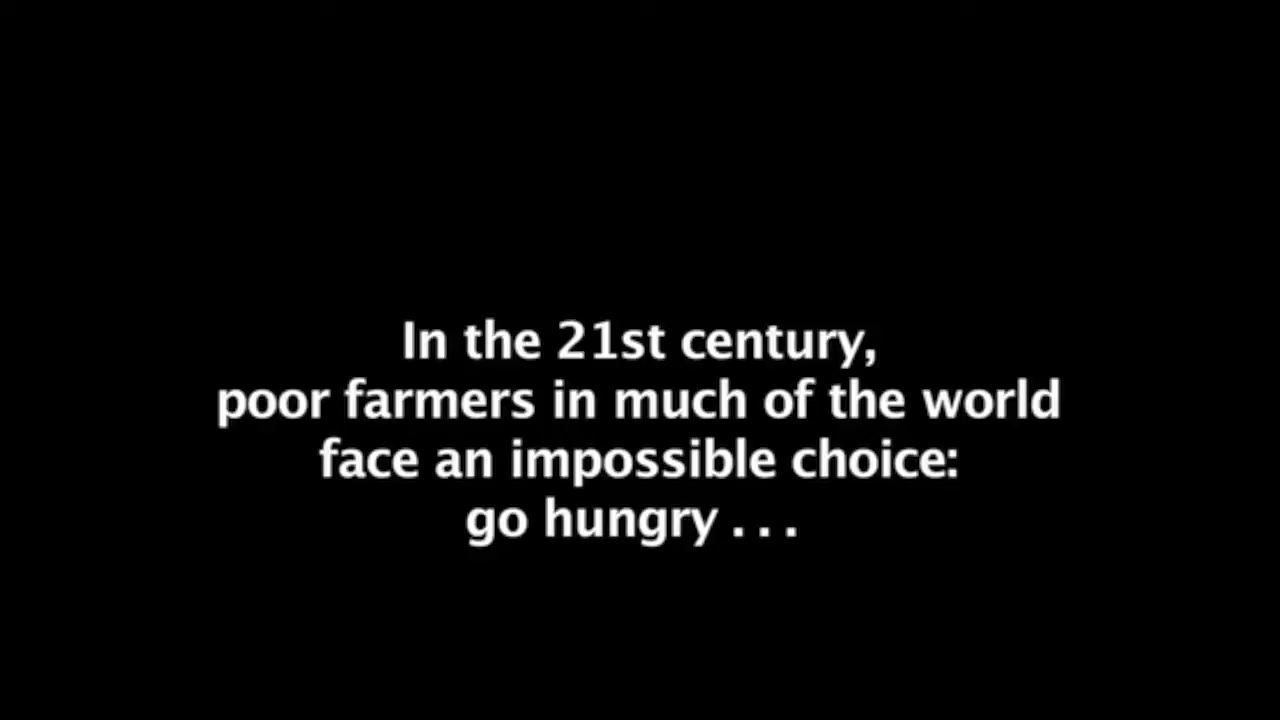 In the 21st century,
poor farmers in much of the world
face an impossible choice:
go hungry . . .